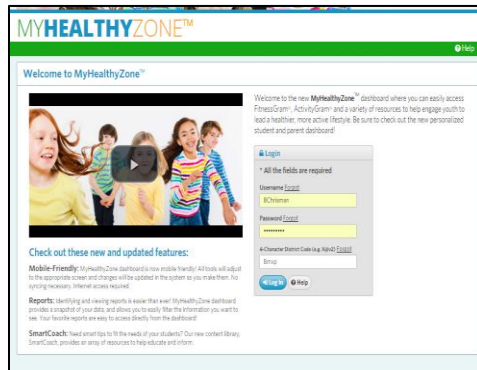 MYHEALTHYZONE™
Help
Welcome to MyHealthyZone™
Welcome to the new MyHealthyZone™ dashboard where you can easily access
FitnessGram®, ActivityGram® and a variety of resources to help engage youth to
lead a healthier, more active lifestyle. Be sure to check out the new personalized
student and parent dashboard!
Login
* All the fields are required
Username Forgot
BChrisman
Password Forgot
•••••••••
4-Character District Code (e.g. Xqv2) Forgot
Log In Help
Check out these new and updated features:
Mobile-Friendly: MyHealthyZone dashboard is now mobile friendly! All tools will adjust
to the appropriate screen and changes will be updated in the system as you make them. No
syncing necessary. Internet access required.
Reports: Identifying and viewing reports is easier than ever! MyHealthyZone dashboard
provides a snapshot of your data, and allows you to easily filter the information you want to
see. Your favorite reports are easy to access directly from the dashboard!
SmartCoach: Need smart tips to fit the needs of your students? Our new content library,
SmartCoach, provides an array of resources to help educate and inform.